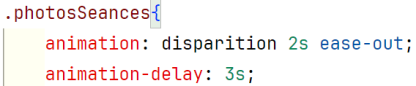 .photosSeances{
animation: disparition 2s ease-out;
animation-delay: 3s;